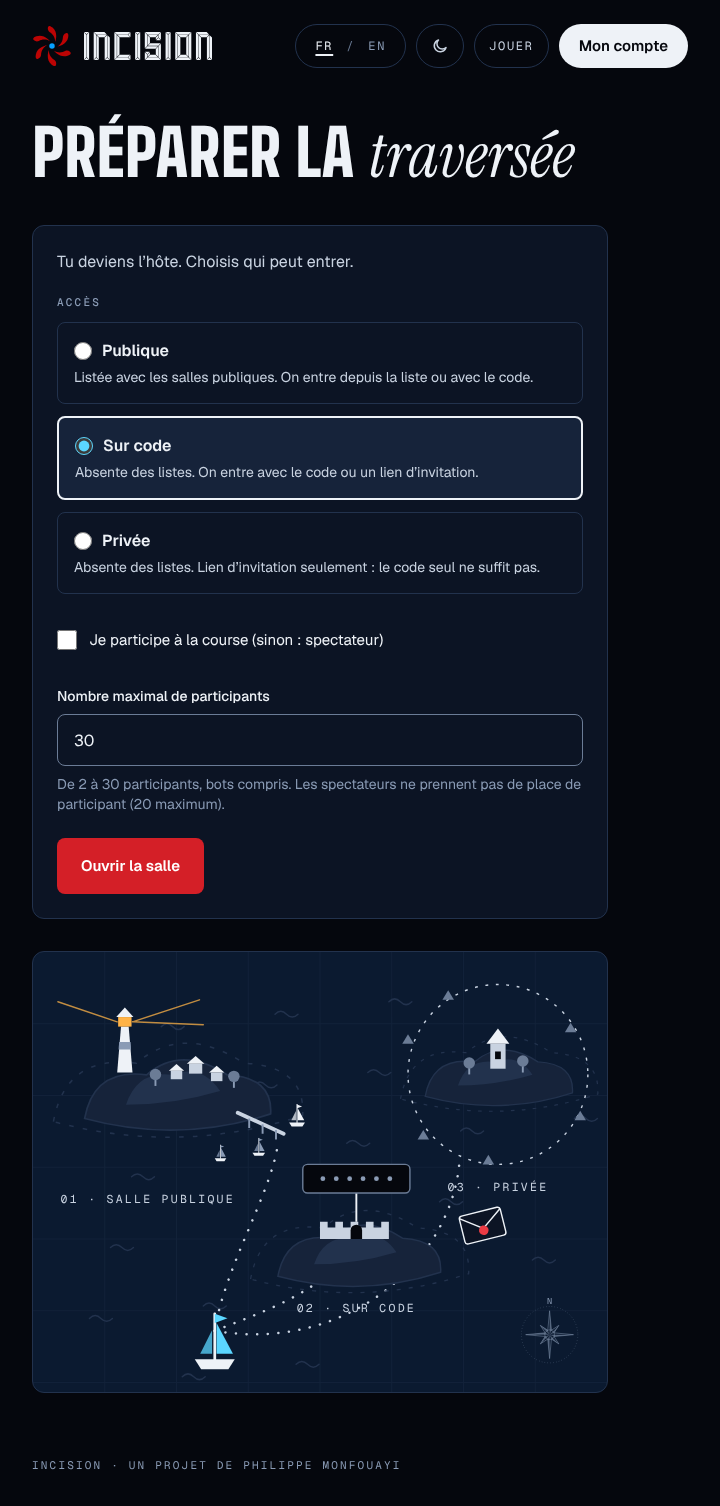 INCISION
FR / EN
JOUER
Mon compte
PRÉPARER LA traversée
Tu deviens l’hôte. Choisis qui peut entrer.
ACCÈS
Publique
Listée avec les salles publiques. On entre depuis la liste ou avec le code.
Sur code
Absente des listes. On entre avec le code ou un lien d’invitation.
Privée
Absente des listes. Lien d’invitation seulement : le code seul ne suffit pas.
Je participe à la course (sinon : spectateur)
Nombre maximal de participants
30
De 2 à 30 participants, bots compris. Les spectateurs ne prennent pas de place de
participant (20 maximum).
Ouvrir la salle
01 · SALLE PUBLIQUE
03 · PRIVÉE
02 · SUR CODE
N
INCISION · UN PROJET DE PHILIPPE MONFOUAYI